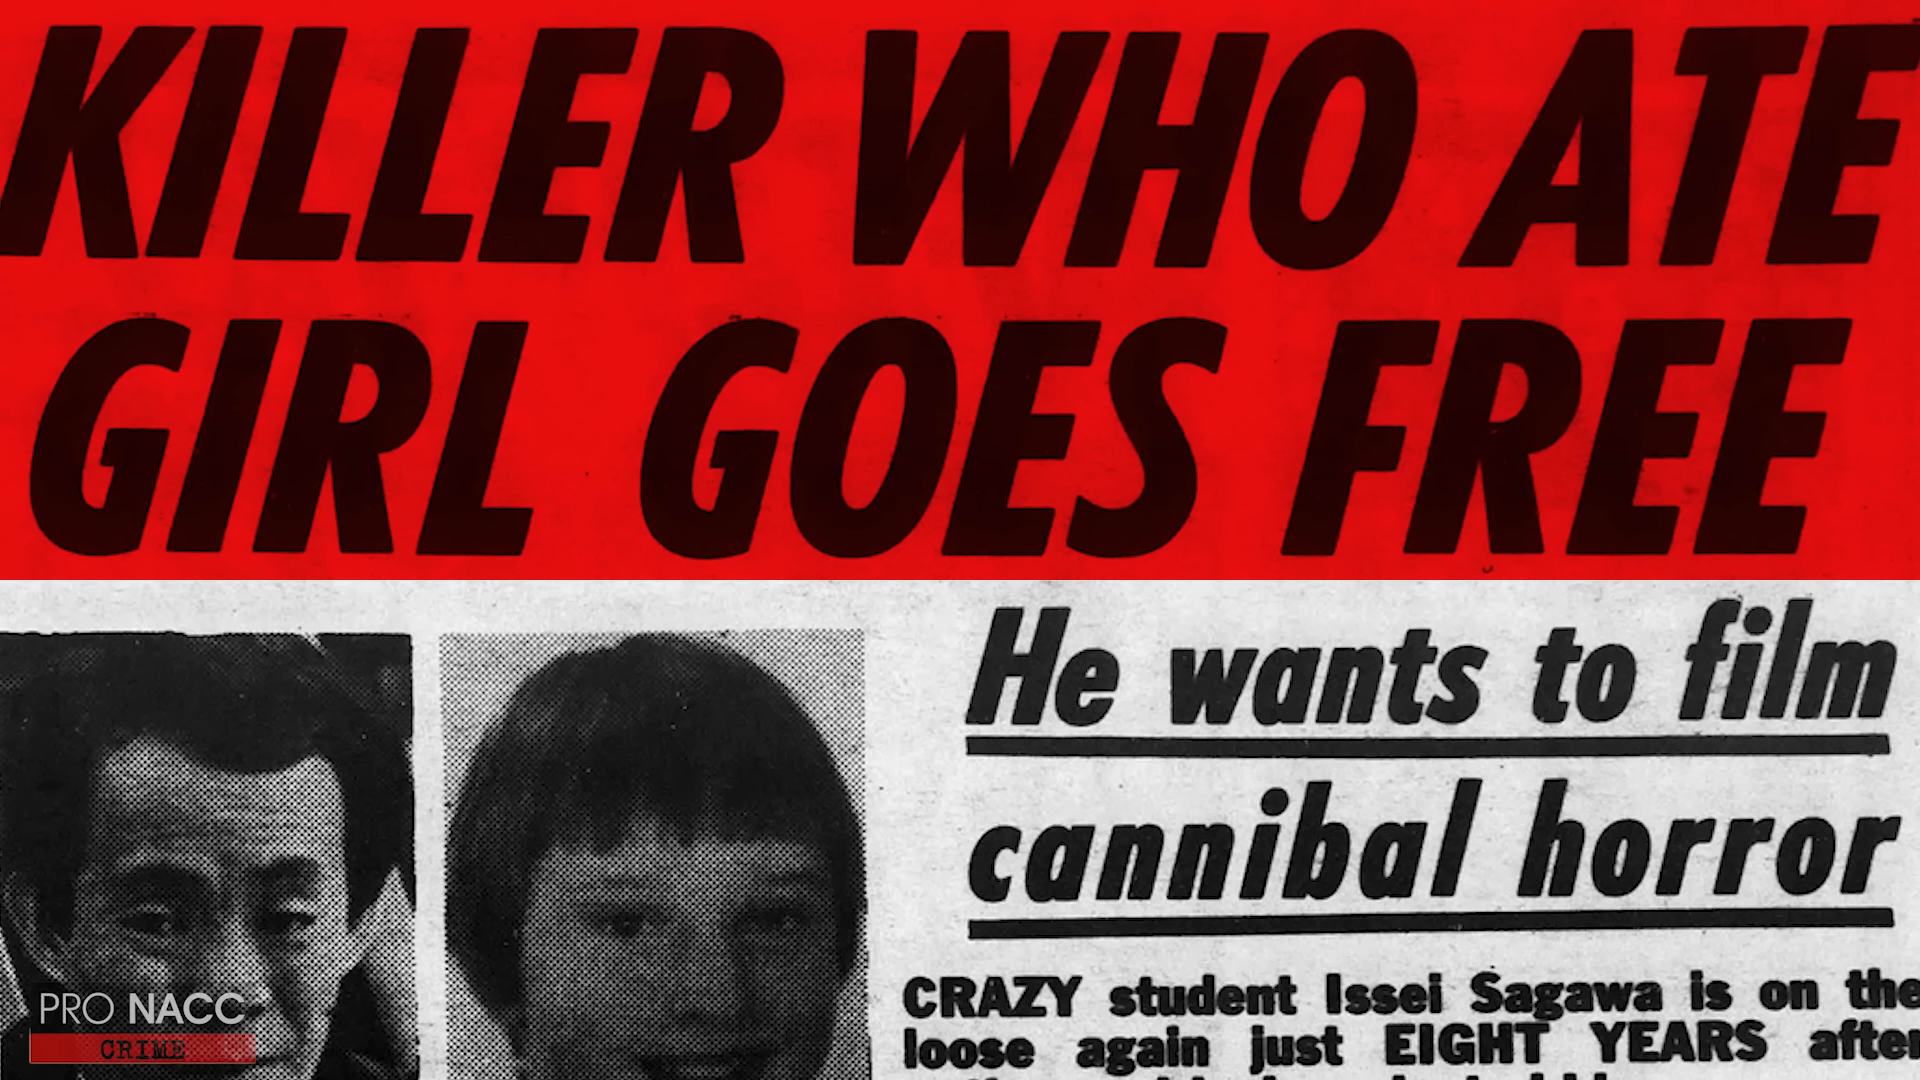 KILLER WHO ATE
GIRL GOES FREE
He wants to film
cannibal horror
CRAZY student Issei Sagawa is on the
loose again just EIGHT YEARS after
PRO NACC
CRIME